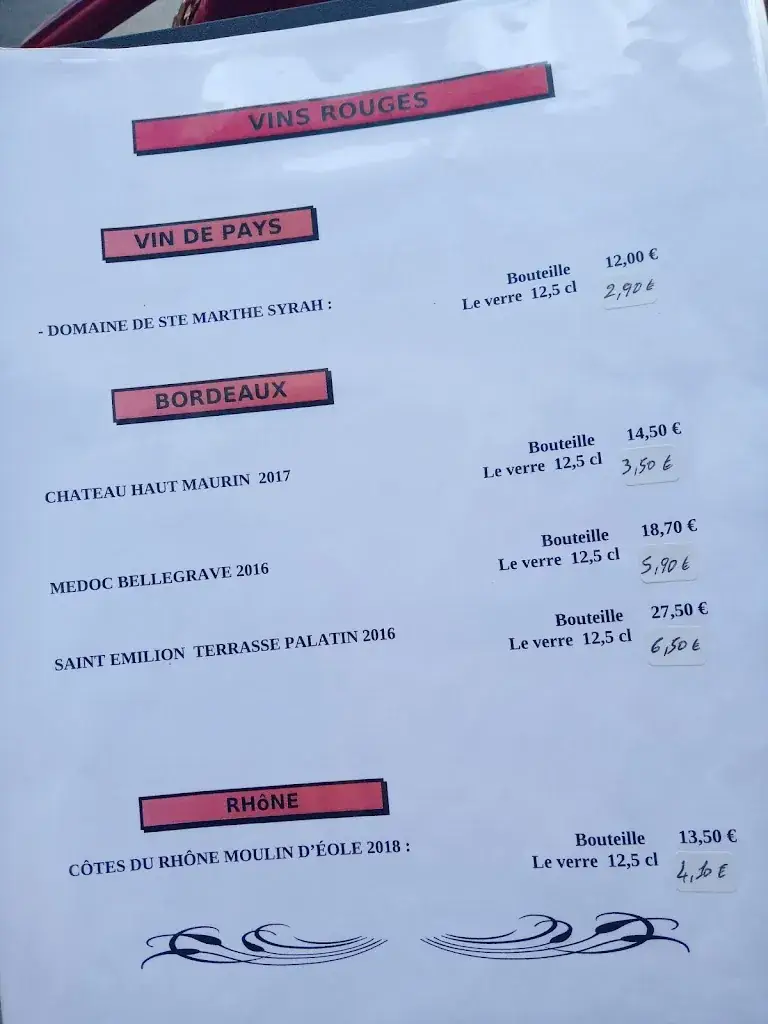 VINS ROUGES
VIN DE PAYS
- DOMAINE DE STE MARTHE SYRAH :
Bouteille 12,00 €
Le verre 12,5 cl 2,90 €
BORDEAUX
CHATEAU HAUT MAURIN 2017
Bouteille 14,50 €
Le verre 12,5 cl 3,50 €
MEDOC BELLEGRAVE 2016
Bouteille 18,70 €
Le verre 12,5 cl 5,90 €
SAINT EMILION TERRASSE PALATIN 2016
Bouteille 27,50 €
Le verre 12,5 cl 6,50 €
RHôNE
CÔTES DU RHÔNE MOULIN D'ÉOLE 2018 :
Bouteille 13,50 €
Le verre 12,5 cl 4,10 €